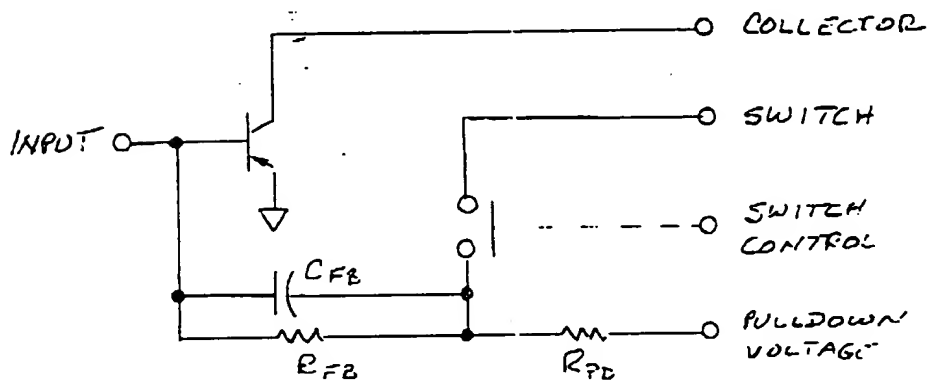 COLLECTOR
SWITCH
INPUT
SWITCH
CONTROL
CFB
PULLDOWN
VOLTAGE
RFB
RPD